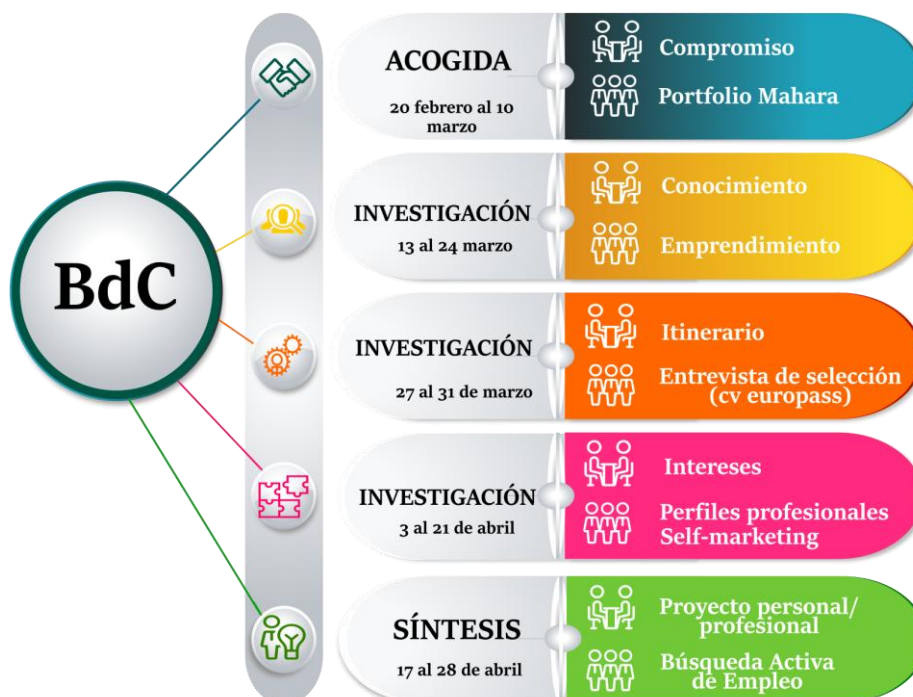 BdC
ACOGIDA
20 febrero al 10
marzo
Compromiso
Portfolio Mahara
INVESTIGACIÓN
13 al 24 marzo
Conocimiento
Emprendimiento
INVESTIGACIÓN
27 al 31 de marzo
Itinerario
Entrevista de selección
(cv europass)
INVESTIGACIÓN
3 al 21 de abril
Intereses
Perfiles profesionales
Self-marketing
SÍNTESIS
17 al 28 de abril
Proyecto personal/
profesional
Búsqueda Activa
de Empleo